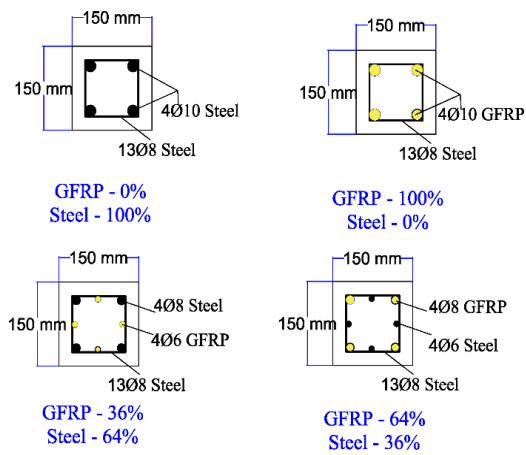 150 mm
150 mm
4Ø10 Steel
13Ø8 Steel
GFRP - 0%
Steel - 100%
150 mm
150 mm
4Ø10 GFRP
13Ø8 Steel
GFRP - 100%
Steel - 0%
150 mm
150 mm
4Ø8 Steel
4Ø6 GFRP
13Ø8 Steel
GFRP - 36%
Steel - 64%
150 mm
150 mm
4Ø8 GFRP
4Ø6 Steel
13Ø8 Steel
GFRP - 64%
Steel - 36%